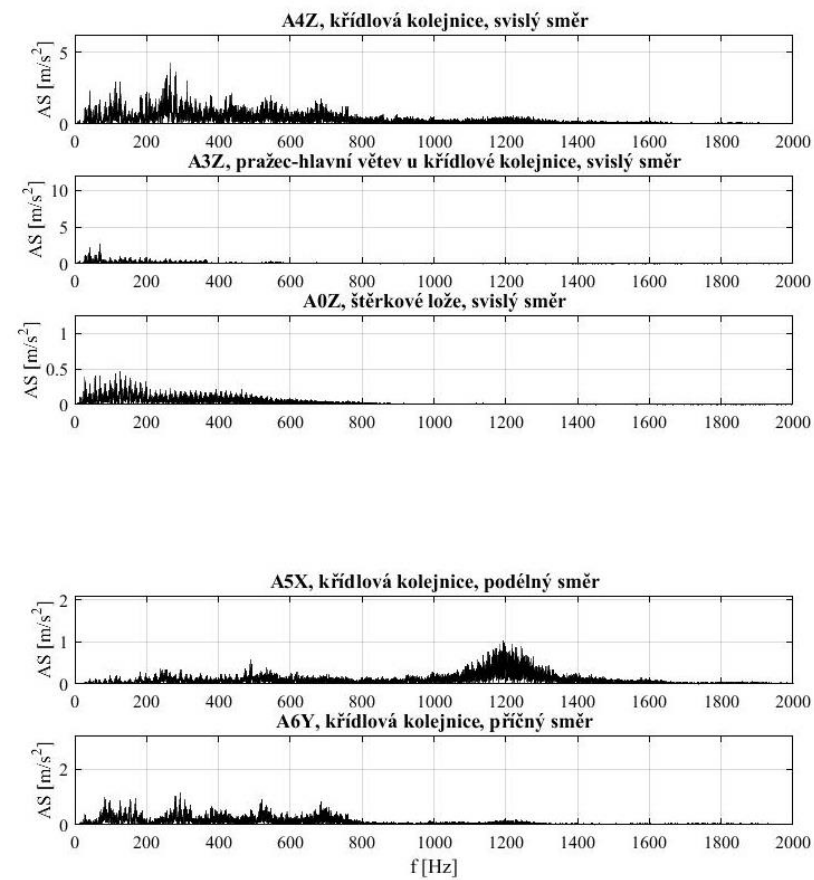 A4Z, křídlová kolejnice, svislý směr
5
0
AS [m/s²]
0 200 400 600 800 1000 1200 1400 1600 1800 2000
A3Z, pražec-hlavní větev u křídlové kolejnice, svislý směr
10
5
0
AS [m/s²]
0 200 400 600 800 1000 1200 1400 1600 1800 2000
A0Z, štěrkové lože, svislý směr
1
0.5
0
AS [m/s²]
0 200 400 600 800 1000 1200 1400 1600 1800 2000
A5X, křídlová kolejnice, podélný směr
2
1
0
AS [m/s²]
0 200 400 600 800 1000 1200 1400 1600 1800 2000
A6Y, křídlová kolejnice, příčný směr
2
0
AS [m/s²]
0 200 400 600 800 1000 1200 1400 1600 1800 2000
f [Hz]